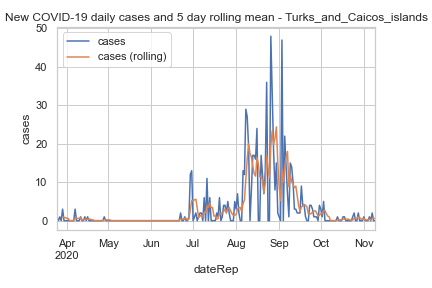 New COVID-19 daily cases and 5 day rolling mean - Turks_and_Caicos_islands
cases
cases (rolling)
50
40
30
20
10
0
cases
Apr May Jun Jul Aug Sep Oct Nov
2020
dateRep